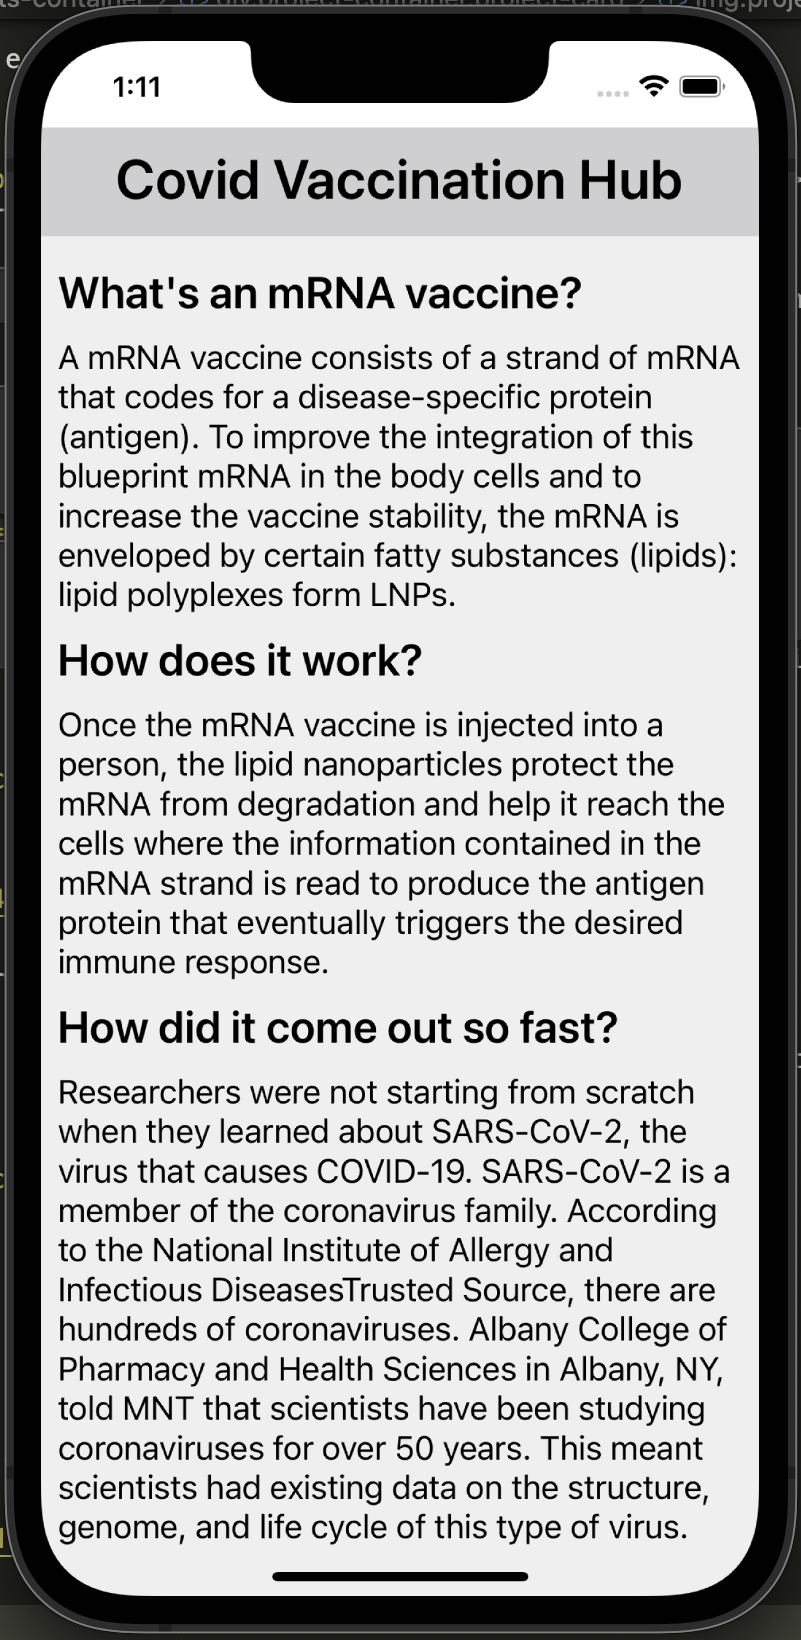 1:11
Covid Vaccination Hub
What's an mRNA vaccine?
A mRNA vaccine consists of a strand of mRNA
that codes for a disease-specific protein
(antigen). To improve the integration of this
blueprint mRNA in the body cells and to
increase the vaccine stability, the mRNA is
enveloped by certain fatty substances (lipids):
lipid polyplexes form LNPs.
How does it work?
Once the mRNA vaccine is injected into a
person, the lipid nanoparticles protect the
mRNA from degradation and help it reach the
cells where the information contained in the
mRNA strand is read to produce the antigen
protein that eventually triggers the desired
immune response.
How did it come out so fast?
Researchers were not starting from scratch
when they learned about SARS-CoV-2, the
virus that causes COVID-19. SARS-CoV-2 is a
member of the coronavirus family. According
to the National Institute of Allergy and
Infectious DiseasesTrusted Source, there are
hundreds of coronaviruses. Albany College of
Pharmacy and Health Sciences in Albany, NY,
told MNT that scientists have been studying
coronaviruses for over 50 years. This meant
scientists had existing data on the structure,
genome, and life cycle of this type of virus.